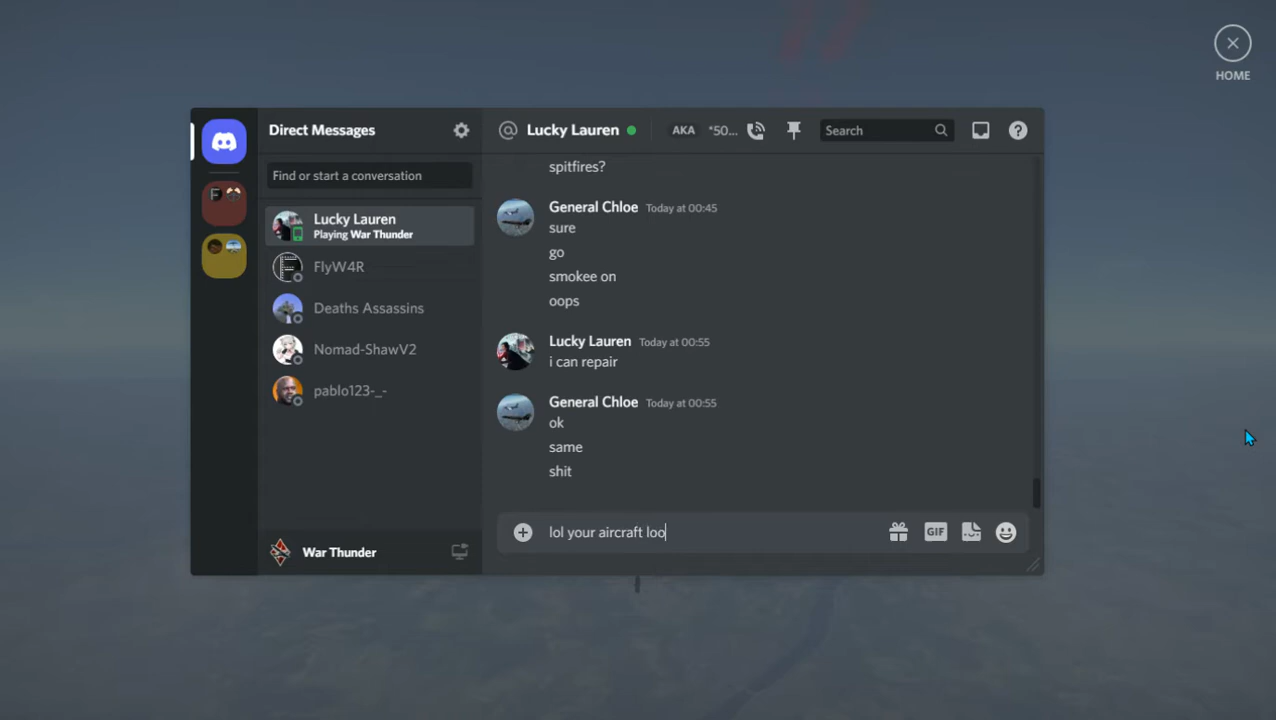 HOME
Direct Messages
Find or start a conversation
Lucky Lauren
Playing War Thunder
FlyW4R
Deaths Assassins
Nomad-ShawV2
pablo123-_-
War Thunder
@ Lucky Lauren
AKA *50...
Search
spitfires?
General Chloe Today at 00:45
sure
go
smokee on
oops
Lucky Lauren Today at 00:55
i can repair
General Chloe Today at 00:55
ok
same
shit
lol your aircraft loo
GIF